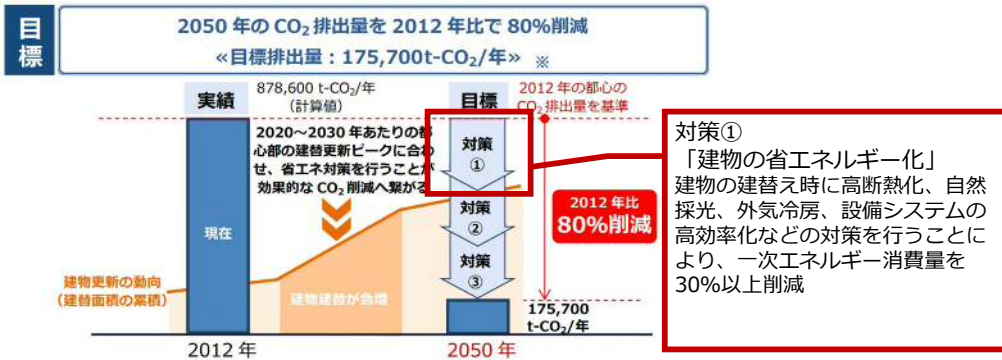 目標
2050 年の CO2 排出量を 2012 年比で 80%削減
≪目標排出量：175,700t-CO2/年≫ ※
実績
878,600 t-CO2/年
（計算値）
目標
2012 年の都心の
CO2 排出量を基準
2020～2030 年あたりの都
心部の建替更新ピークに合わ
せ、省エネ対策を行うことが
効果的な CO2 削減へ繋がる
対策
①
対策
②
対策
③
2012 年比
80%削減
現在
建物更新の動向
（建替面積の累積）
建物建替が急増
175,700
t-CO2/年
2012 年
2050 年
対策①
「建物の省エネルギー化」
建物の建替え時に高断熱化、自然
採光、外気冷房、設備システムの
高効率化などの対策を行うことに
より、一次エネルギー消費量を
30%以上削減